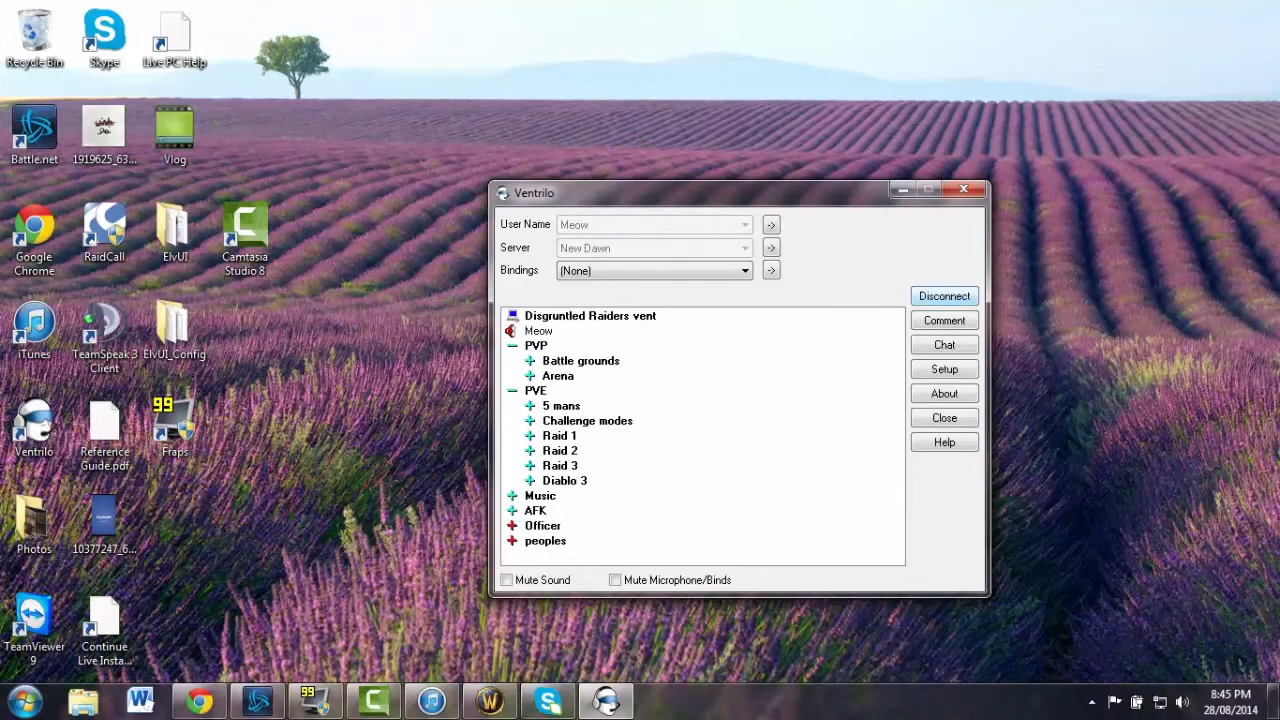 Recycle Bin
Skype
Live PC Help
Battle.net
1919625_63...
Vlog
Google
Chrome
RaidCall
ElvUI
Camtasia
Studio 8
iTunes
TeamSpeak 3
Client
ElvUI_Config
Ventrilo
Reference
Guide.pdf
99
Fraps
Photos
10377247_6...
TeamViewer
9
Continue
Live Insta...
Ventrilo
User Name
Meow
Server
New Dawn
Bindings
(None)
Disgruntled Raiders vent
Meow
PVP
Battle grounds
Arena
PVE
5 mans
Challenge modes
Raid 1
Raid 2
Raid 3
Diablo 3
Music
AFK
Officer
peoples
Disconnect
Comment
Chat
Setup
About
Close
Help
Mute Sound
Mute Microphone/Binds
99
8:45 PM
28/08/2014